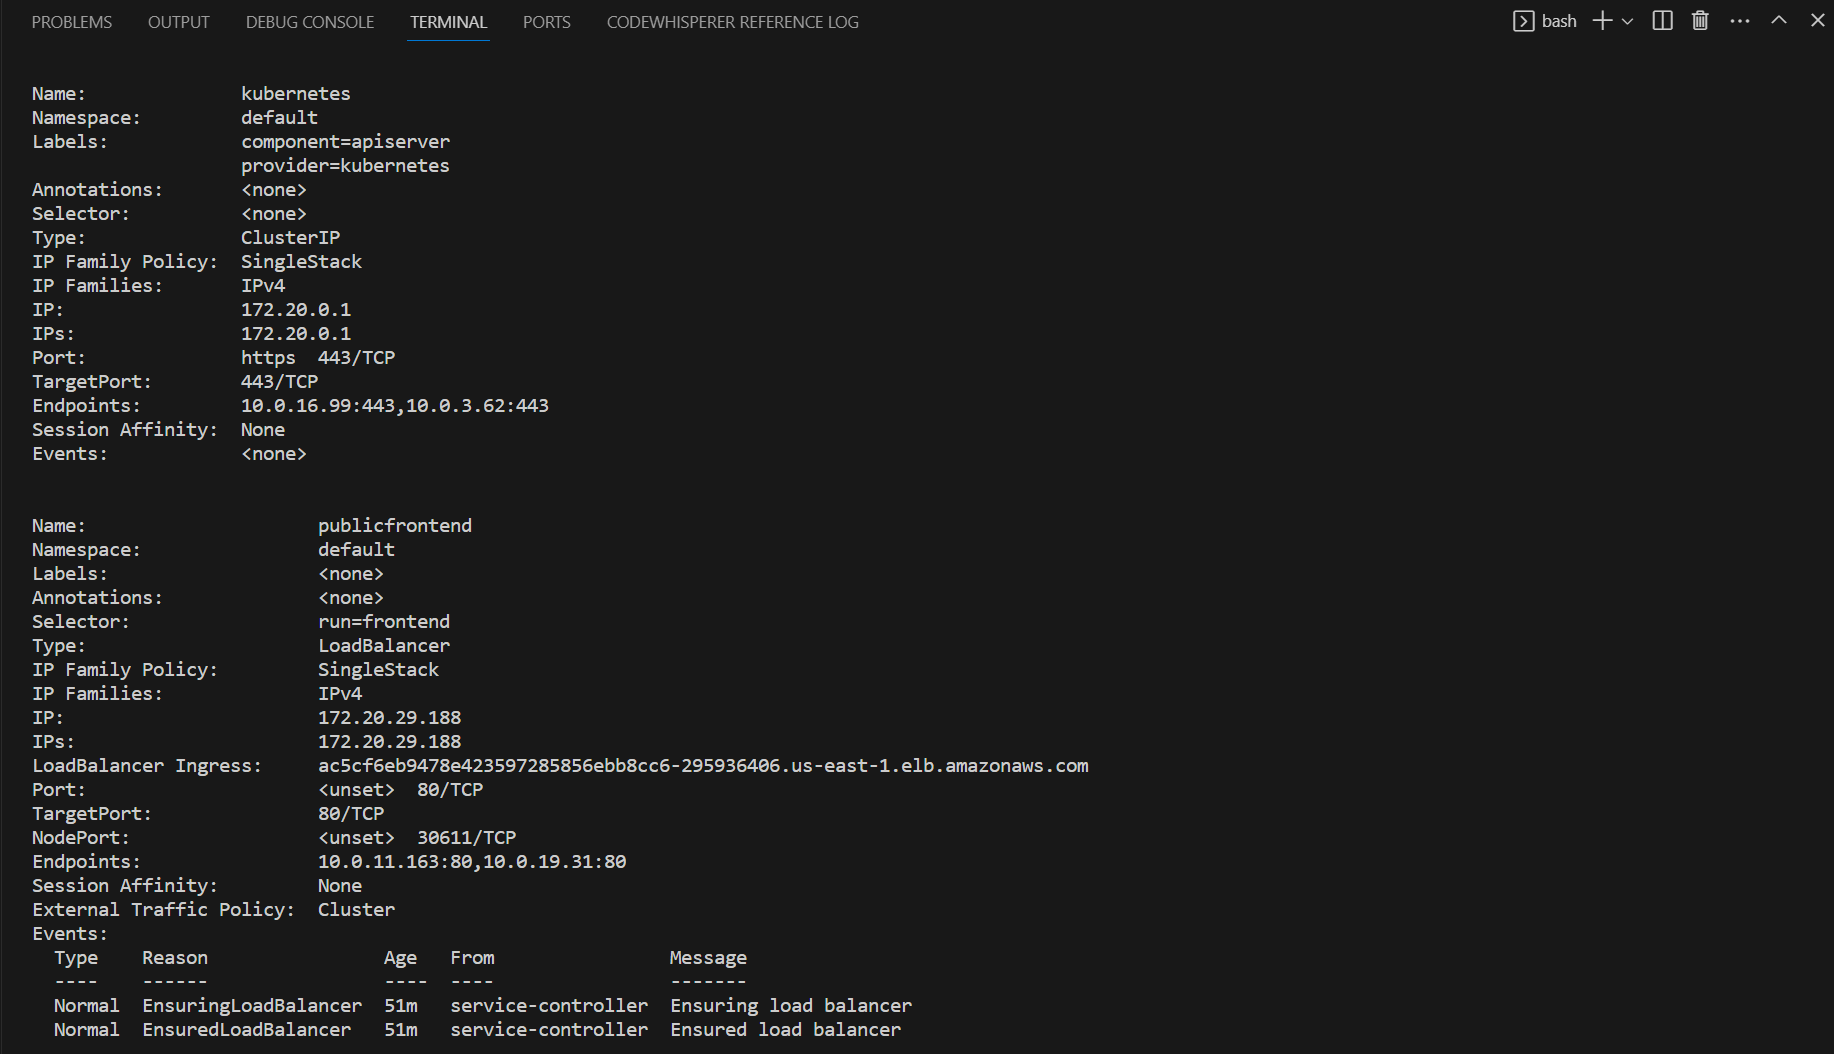 PROBLEMS OUTPUT DEBUG CONSOLE TERMINAL PORTS CODEWHISPERER REFERENCE LOG bash
Name: kubernetes
Namespace: default
Labels: component=apiserver
provider=kubernetes
Annotations: <none>
Selector: <none>
Type: ClusterIP
IP Family Policy: SingleStack
IP Families: IPv4
IP: 172.20.0.1
IPs: 172.20.0.1
Port: https 443/TCP
TargetPort: 443/TCP
Endpoints: 10.0.16.99:443,10.0.3.62:443
Session Affinity: None
Events: <none>
Name: publicfrontend
Namespace: default
Labels: <none>
Annotations: <none>
Selector: run=frontend
Type: LoadBalancer
IP Family Policy: SingleStack
IP Families: IPv4
IP: 172.20.29.188
IPs: 172.20.29.188
LoadBalancer Ingress: ac5cf6eb9478e423597285856ebb8cc6-295936406.us-east-1.elb.amazonaws.com
Port: <unset> 80/TCP
TargetPort: 80/TCP
NodePort: <unset> 30611/TCP
Endpoints: 10.0.11.163:80,10.0.19.31:80
Session Affinity: None
External Traffic Policy: Cluster
Events:
Type Reason Age From Message
---- ------ ---- ---- -------
Normal EnsuringLoadBalancer 51m service-controller Ensuring load balancer
Normal EnsuredLoadBalancer 51m service-controller Ensured load balancer